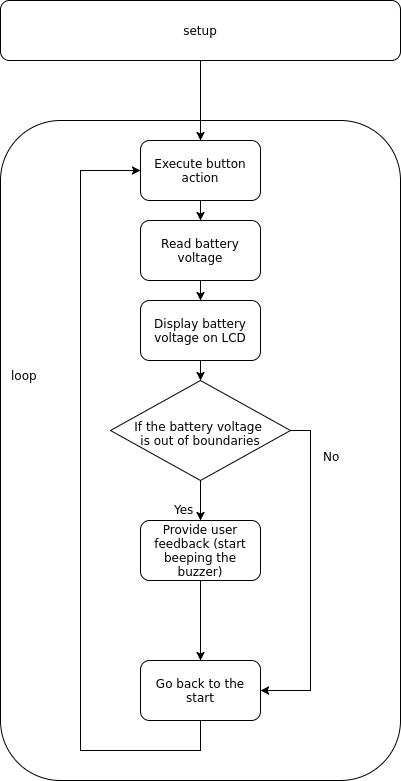 setup
Execute button
action
Read battery
voltage
Display battery
voltage on LCD
loop
If the battery voltage
is out of boundaries
No
Yes
Provide user
feedback (start
beeping the
buzzer)
Go back to the
start